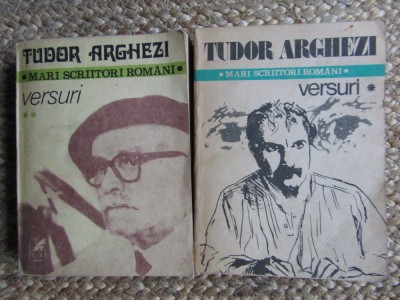 TUDOR ARGHEZI
• MARI SCRIITORI ROMÂNI •
versuri
**
TUDOR ARGHEZI
• MARI SCRIITORI ROMÂNI •
versuri *